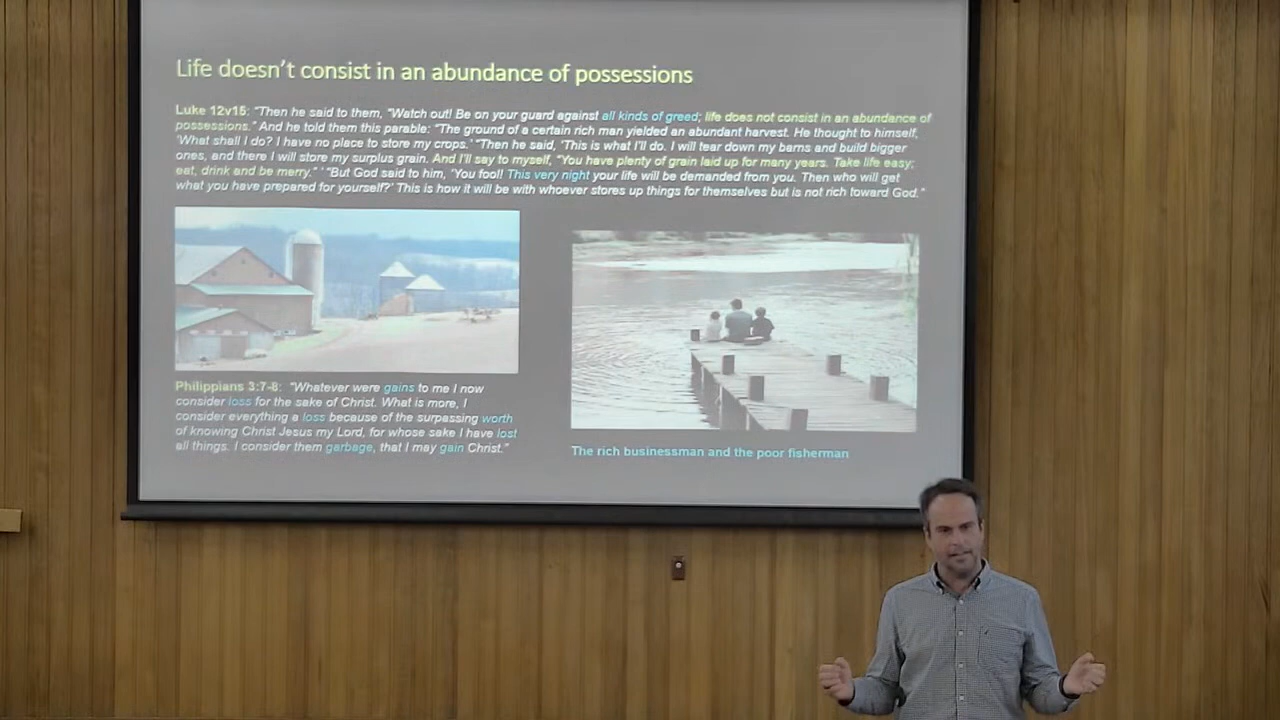 Life doesn't consist in an abundance of possessions
Luke 12v15: "Then he said to them, "Watch out! Be on your guard against all kinds of greed; life does not consist in an abundance of
possessions." And he told them this parable: "The ground of a certain rich man yielded an abundant harvest. He thought to himself,
'What shall I do? I have no place to store my crops.' "Then he said, 'This is what I'll do. I will tear down my barns and build bigger
ones, and there I will store my surplus grain. And I'll say to myself, "You have plenty of grain laid up for many years. Take life easy;
eat, drink and be merry." ' "But God said to him, 'You fool! This very night your life will be demanded from you. Then who will get
what you have prepared for yourself?' This is how it will be with whoever stores up things for themselves but is not rich toward God."
Philippians 3:7-8: "Whatever were gains to me I now
consider loss for the sake of Christ. What is more, I
consider everything a loss because of the surpassing worth
of knowing Christ Jesus my Lord, for whose sake I have lost
all things. I consider them garbage, that I may gain Christ."
The rich businessman and the poor fisherman